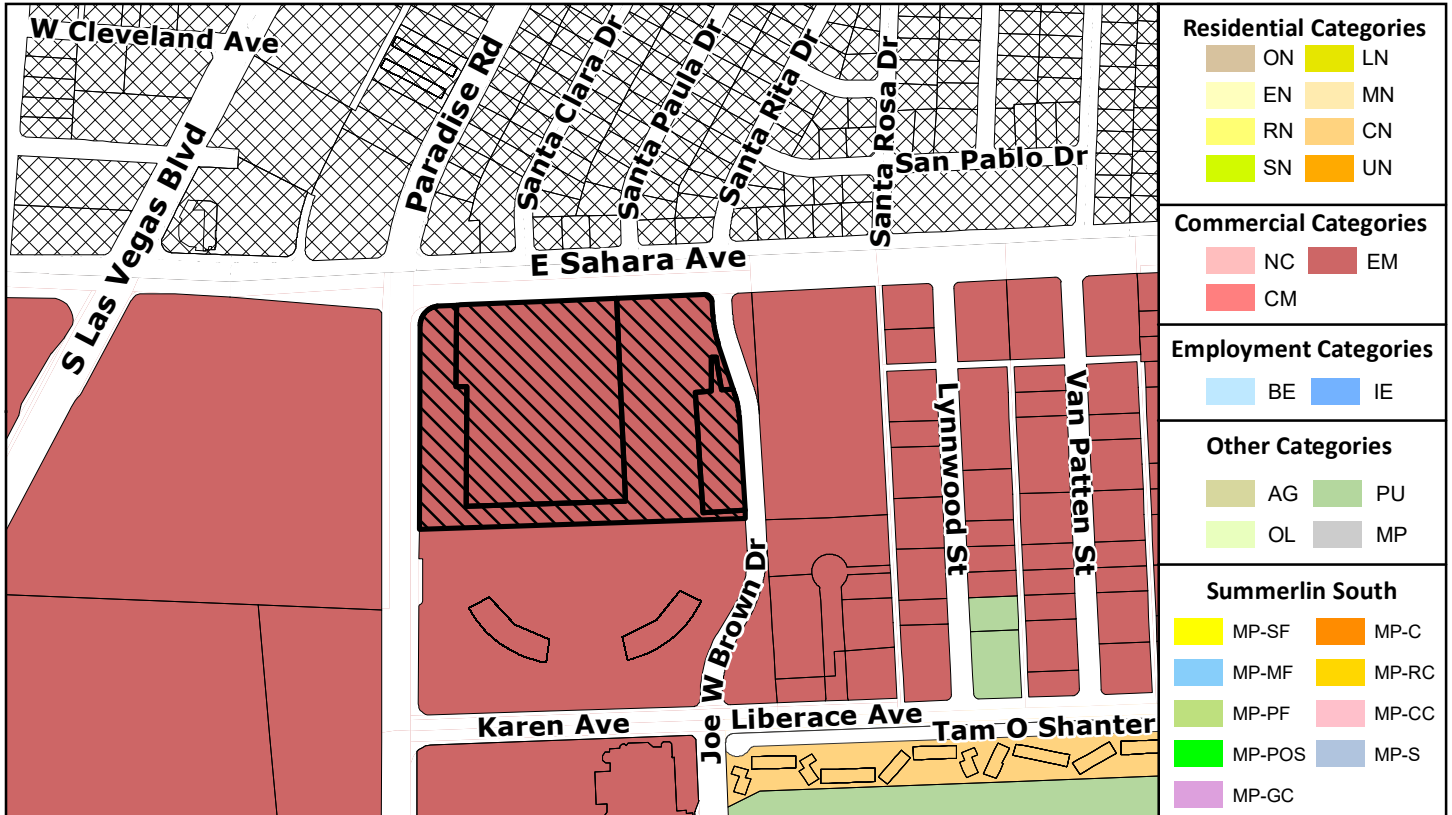 W Cleveland Ave
S Las Vegas Blvd
Paradise Rd
Santa Clara Dr
Santa Paula Dr
Santa Rita Dr
Santa Rosa Dr
San Pablo Dr
E Sahara Ave
Lynnwood St
Van Patten St
Joe W Brown Dr
Karen Ave
Liberace Ave
Tam O Shanter
Residential Categories
ON LN
EN MN
RN CN
SN UN
Commercial Categories
NC EM
CM
Employment Categories
BE IE
Other Categories
AG PU
OL MP
Summerlin South
MP-SF MP-C
MP-MF MP-RC
MP-PF MP-CC
MP-POS MP-S
MP-GC